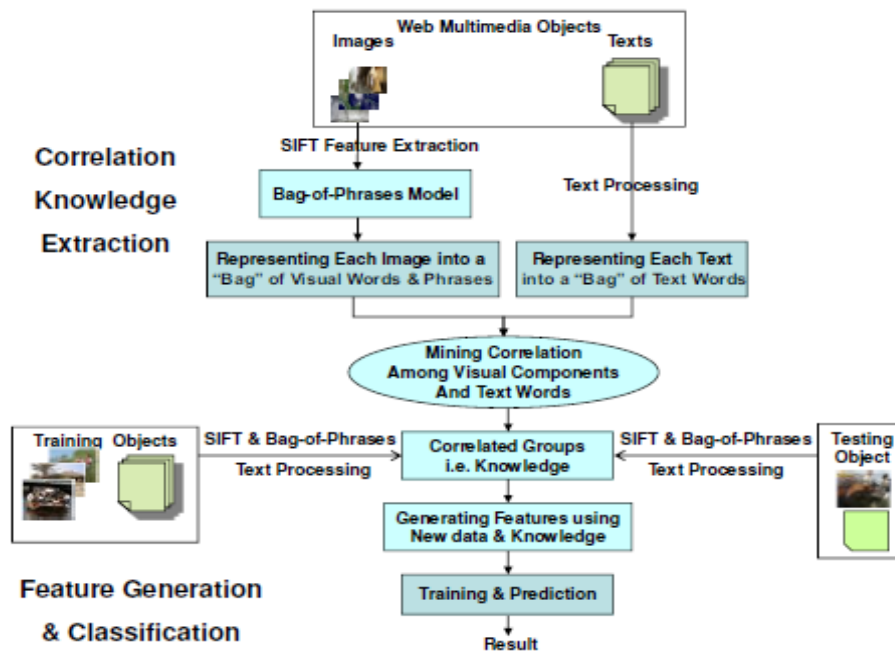 Web Multimedia Objects
Images
Texts
SIFT Feature Extraction
Correlation
Knowledge
Extraction
Bag-of-Phrases Model
Text Processing
Representing Each Image into a
“Bag” of Visual Words & Phrases
Representing Each Text
into a “Bag” of Text Words
Mining Correlation
Among Visual Components
And Text Words
Training Objects
SIFT & Bag-of-Phrases
Text Processing
Correlated Groups
i.e. Knowledge
SIFT & Bag-of-Phrases
Text Processing
Testing
Object
Generating Features using
New data & Knowledge
Feature Generation
& Classification
Training & Prediction
Result